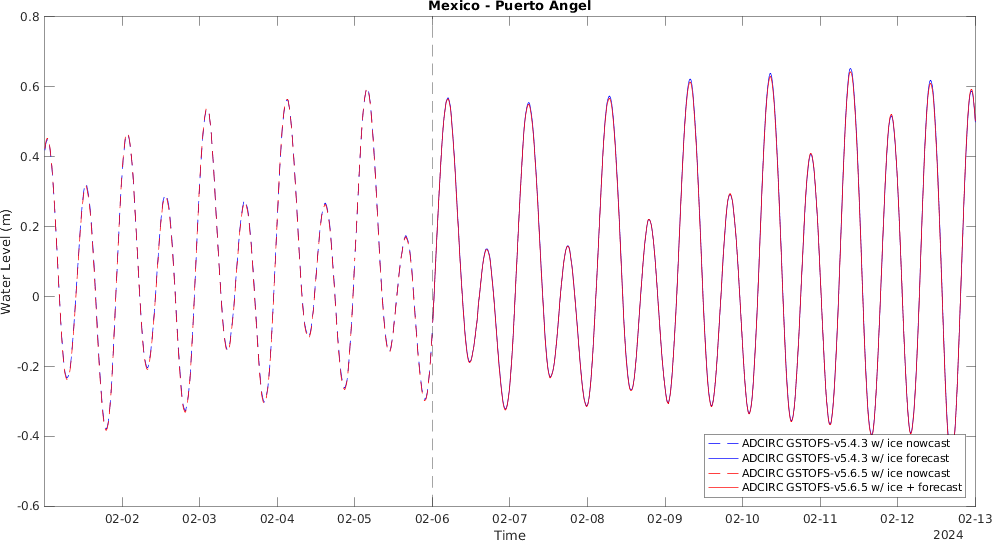 Mexico - Puerto Angel
0.8
0.6
0.4
0.2
0
-0.2
-0.4
-0.6
Water Level (m)
02-02 02-03 02-04 02-05 02-06 02-07 02-08 02-09 02-10 02-11 02-12 02-13
Time
2024
ADCIRC GSTOFS-v5.4.3 w/ ice nowcast
ADCIRC GSTOFS-v5.4.3 w/ ice forecast
ADCIRC GSTOFS-v5.6.5 w/ ice nowcast
ADCIRC GSTOFS-v5.6.5 w/ ice + forecast